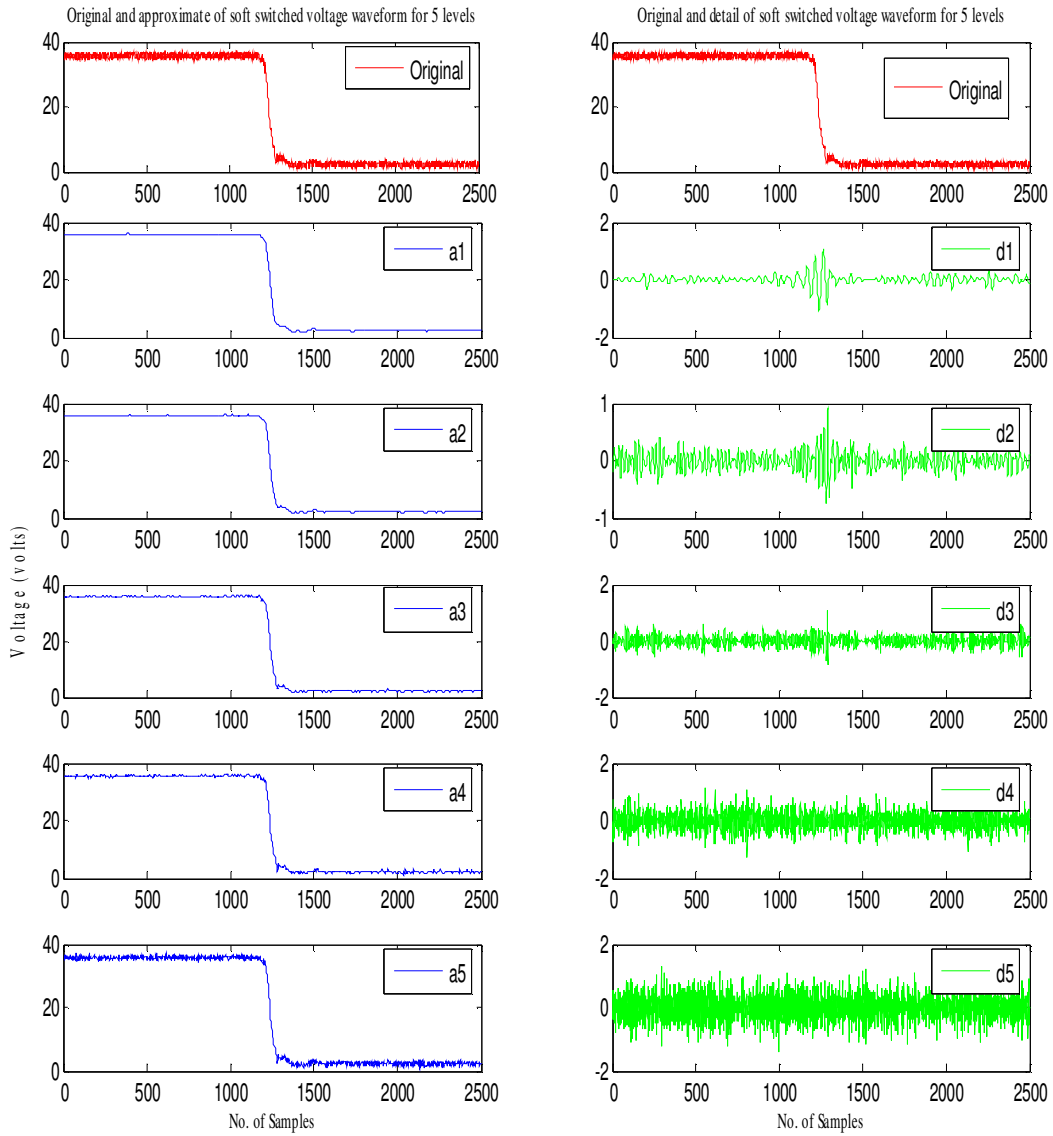 Original and approximate of soft switched voltage waveform for 5 levels
40
20
0
0 500 1000 1500 2000 2500
Original
40
20
0
0 500 1000 1500 2000 2500
a1
40
20
0
0 500 1000 1500 2000 2500
a2
Voltage (volts)
40
20
0
0 500 1000 1500 2000 2500
a3
40
20
0
0 500 1000 1500 2000 2500
a4
40
20
0
0 500 1000 1500 2000 2500
a5
No. of Samples
Original and detail of soft switched voltage waveform for 5 levels
40
20
0
0 500 1000 1500 2000 2500
Original
2
0
-2
0 500 1000 1500 2000 2500
d1
1
0
-1
0 500 1000 1500 2000 2500
d2
2
0
-2
0 500 1000 1500 2000 2500
d3
2
0
-2
0 500 1000 1500 2000 2500
d4
2
0
-2
0 500 1000 1500 2000 2500
d5
No. of Samples